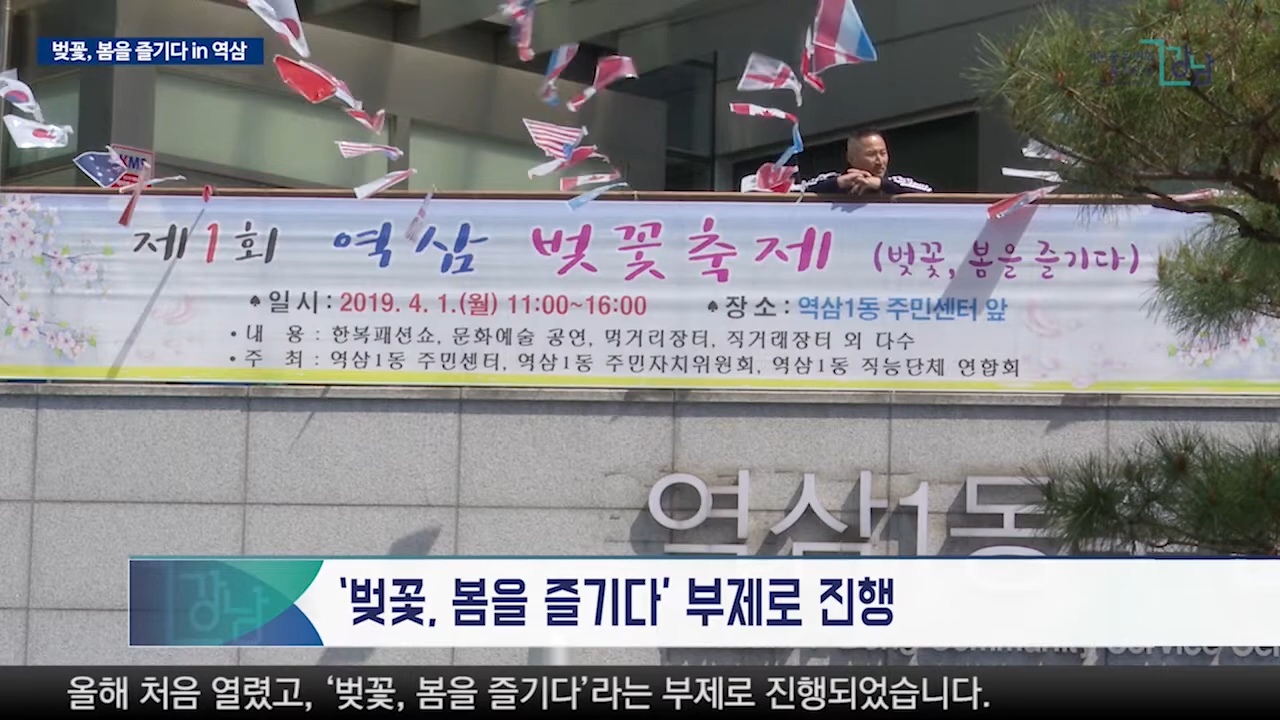 벚꽃, 봄을 즐기다 in 역삼
강남
KMS
제1회 역삼 벚꽃축제 (벚꽃, 봄을 즐기다)
♠일시: 2019. 4. 1.(월) 11:00~16:00 ♠장소: 역삼1동 주민센터 앞
• 내 용 : 한복패션쇼, 문화예술 공연, 먹거리장터, 직거래장터 외 다수
• 주 최 : 역삼1동 주민센터, 역삼1동 주민자치위원회, 역삼1동 직능단체 연합회
역삼1동
강남
‘벚꽃, 봄을 즐기다’ 부제로 진행
Community Service
올해 처음 열렸고, ‘벚꽃, 봄을 즐기다’라는 부제로 진행되었습니다.